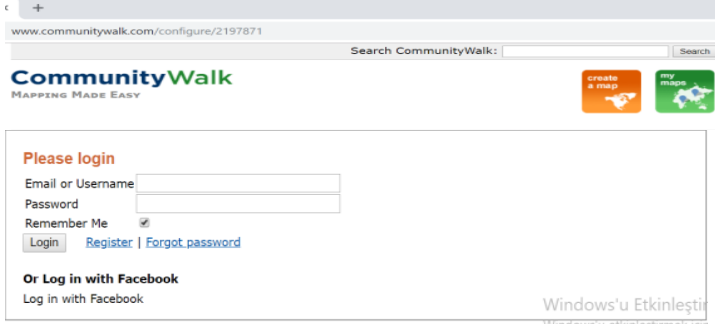 +
www.communitywalk.com/configure/2197871
Search CommunityWalk: Search
CommunityWalk
MAPPING MADE EASY
create a map
my maps
Please login
Email or Username
Password
Remember Me
Login Register | Forgot password
Or Log in with Facebook
Log in with Facebook
Windows'u Etkinleştir